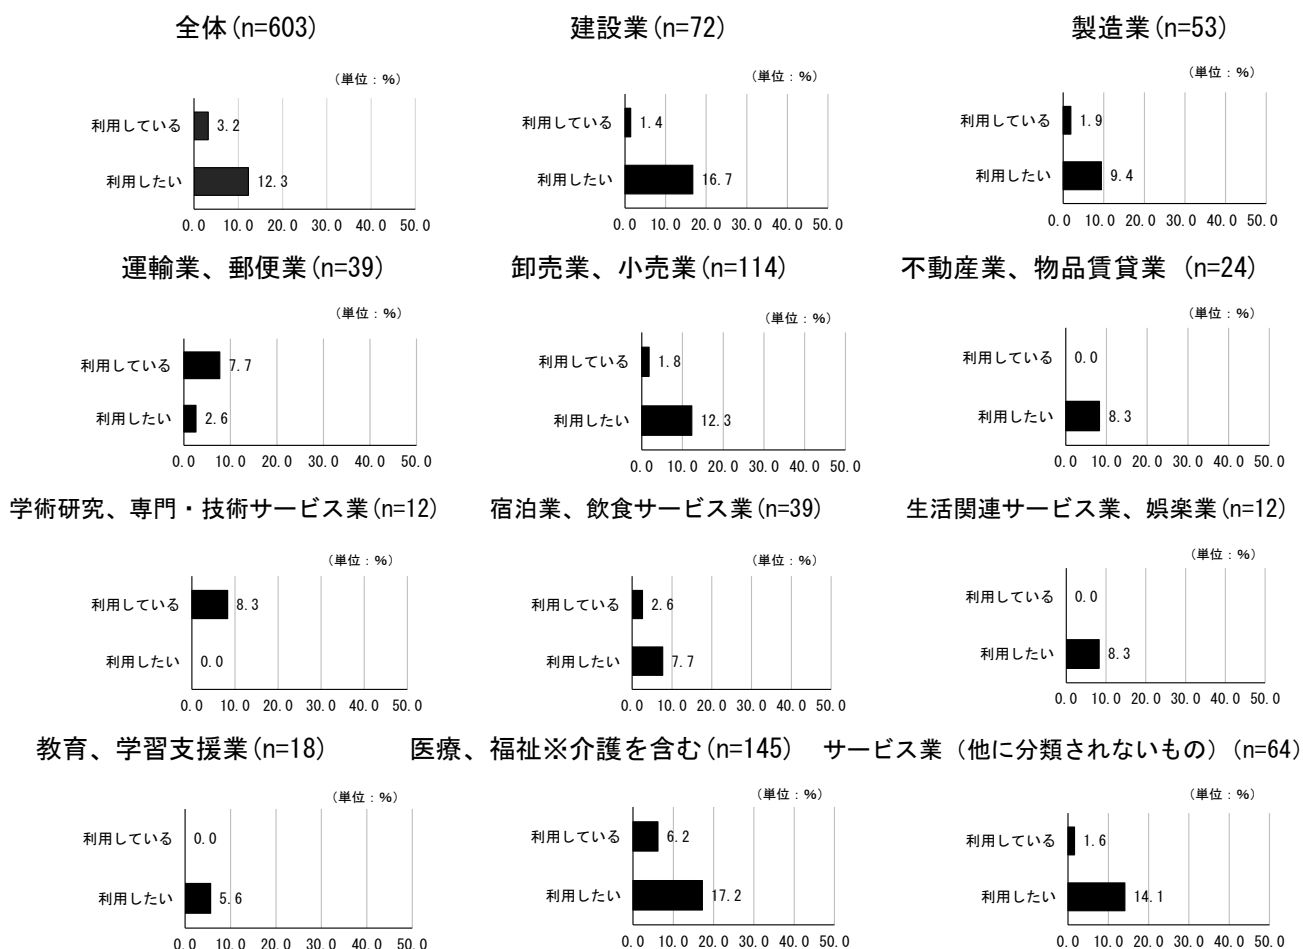 全体(n=603)
(単位:%)
利用している 3.2
利用したい 12.3
0.0 10.0 20.0 30.0 40.0 50.0
建設業(n=72)
(単位:%)
利用している 1.4
利用したい 16.7
0.0 10.0 20.0 30.0 40.0 50.0
製造業(n=53)
(単位:%)
利用している 1.9
利用したい 9.4
0.0 10.0 20.0 30.0 40.0 50.0
運輸業、郵便業(n=39)
(単位:%)
利用している 7.7
利用したい 2.6
0.0 10.0 20.0 30.0 40.0 50.0
卸売業、小売業(n=114)
(単位:%)
利用している 1.8
利用したい 12.3
0.0 10.0 20.0 30.0 40.0 50.0
不動産業、物品賃貸業 (n=24)
(単位:%)
利用している 0.0
利用したい 8.3
0.0 10.0 20.0 30.0 40.0 50.0
学術研究、専門・技術サービス業(n=12)
(単位:%)
利用している 8.3
利用したい 0.0
0.0 10.0 20.0 30.0 40.0 50.0
宿泊業、飲食サービス業(n=39)
(単位:%)
利用している 2.6
利用したい 7.7
0.0 10.0 20.0 30.0 40.0 50.0
生活関連サービス業、娯楽業(n=12)
(単位:%)
利用している 0.0
利用したい 8.3
0.0 10.0 20.0 30.0 40.0 50.0
教育、学習支援業(n=18)
(単位:%)
利用している 0.0
利用したい 5.6
0.0 10.0 20.0 30.0 40.0 50.0
医療、福祉※介護を含む(n=145)
(単位:%)
利用している 6.2
利用したい 17.2
0.0 10.0 20.0 30.0 40.0 50.0
サービス業(他に分類されないもの)(n=64)
(単位:%)
利用している 1.6
利用したい 14.1
0.0 10.0 20.0 30.0 40.0 50.0